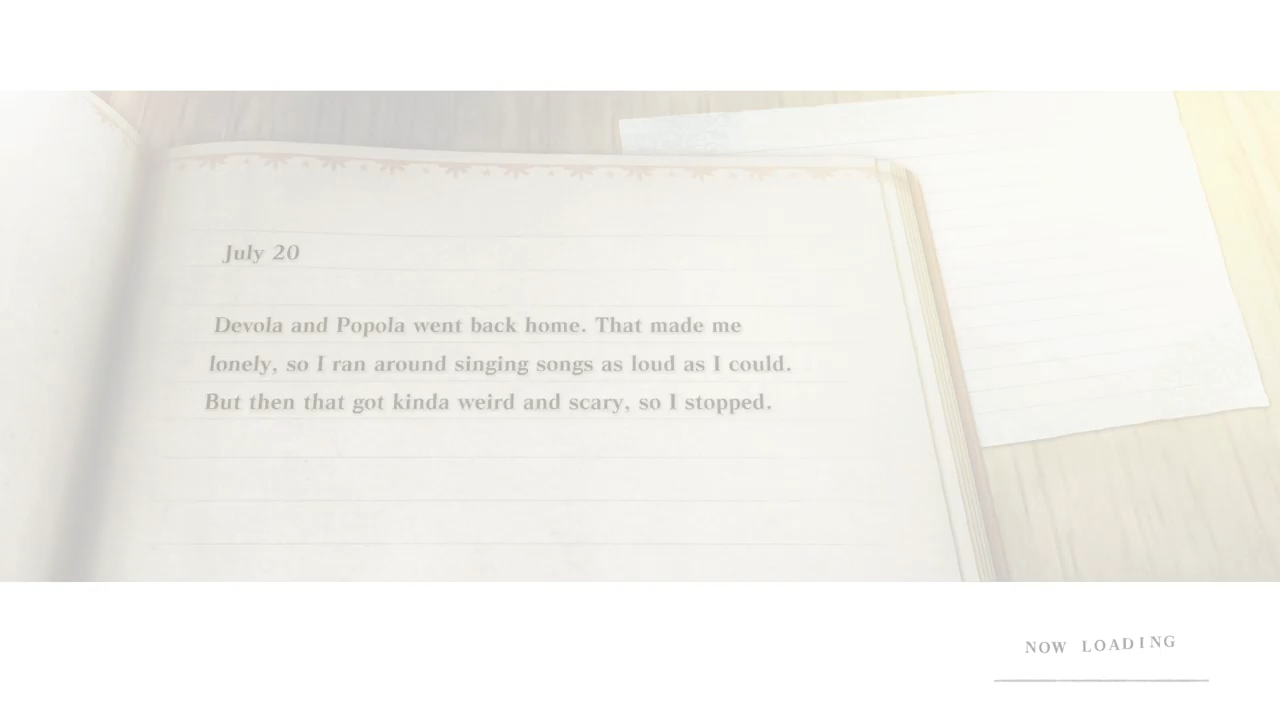 July 20
Devola and Popola went back home. That made me
lonely, so I ran around singing songs as loud as I could.
But then that got kinda weird and scary, so I stopped.
NOW LOADING